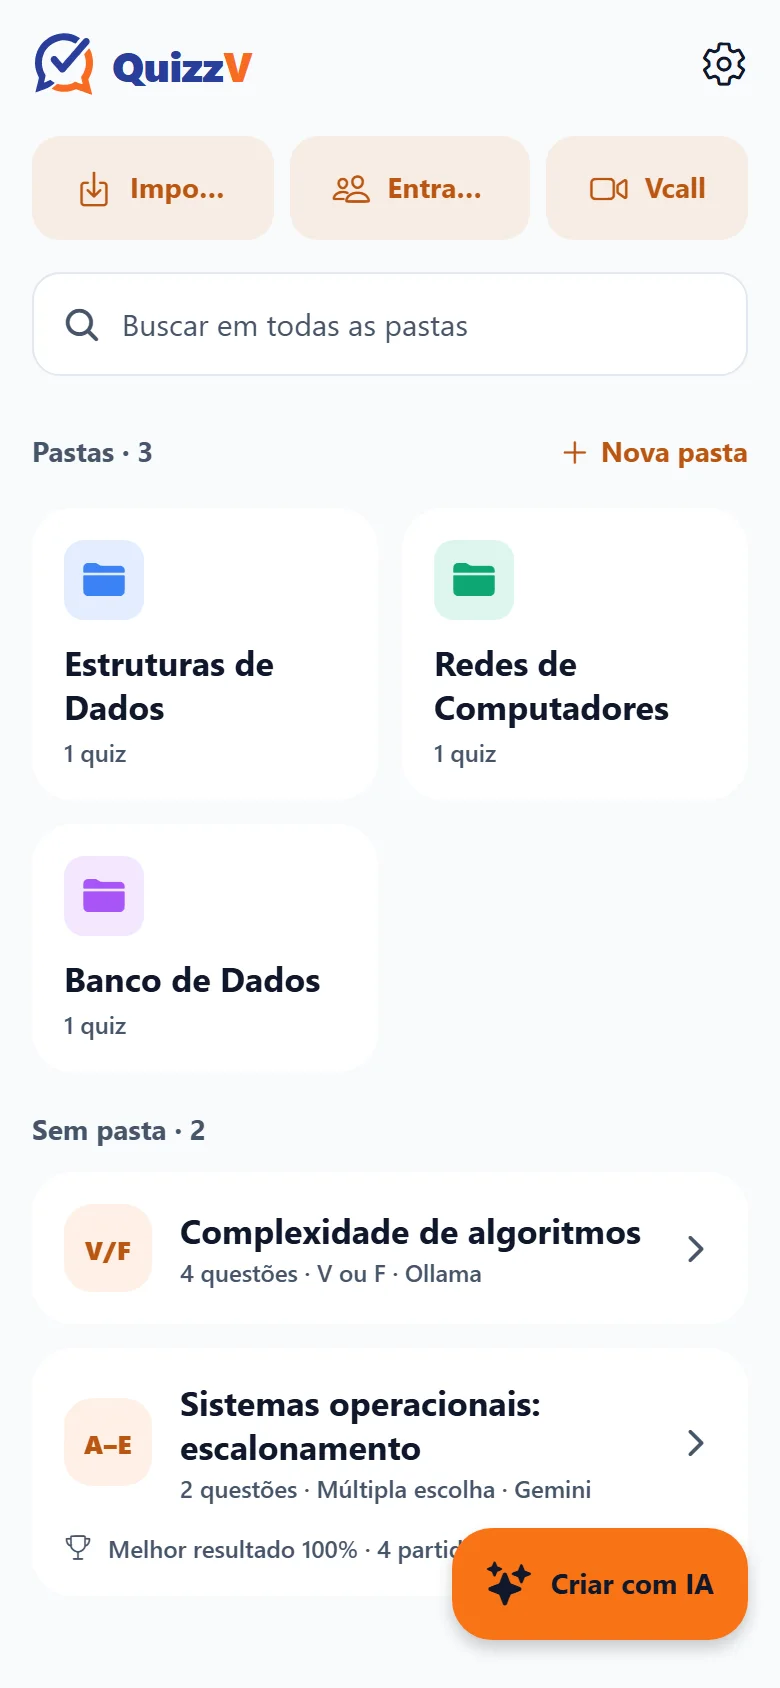 QuizzV
Impo...
Entra...
Vcall
Buscar em todas as pastas
Pastas · 3
Nova pasta
Estruturas de
Dados
1 quiz
Redes de
Computadores
1 quiz
Banco de Dados
1 quiz
Sem pasta · 2
V/F
Complexidade de algoritmos
4 questões · V ou F · Ollama
A–E
Sistemas operacionais:
escalonamento
2 questões · Múltipla escolha · Gemini
Melhor resultado 100% · 4 partid
Criar com IA